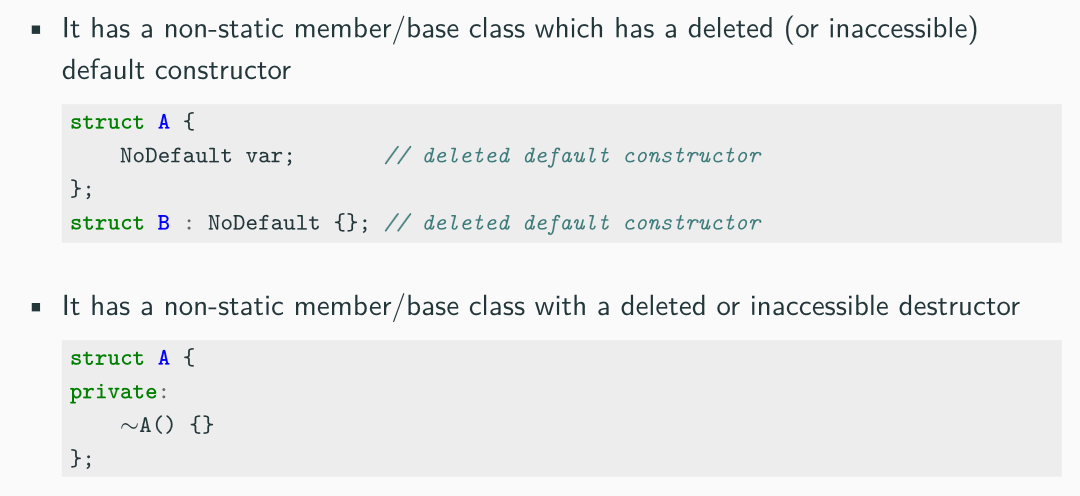 ▪ It has a non-static member/base class which has a deleted (or inaccessible)
default constructor
struct A {
    NoDefault var;       // deleted default constructor
};
struct B : NoDefault {}; // deleted default constructor
▪ It has a non-static member/base class with a deleted or inaccessible destructor
struct A {
private:
    ~A() {}
};